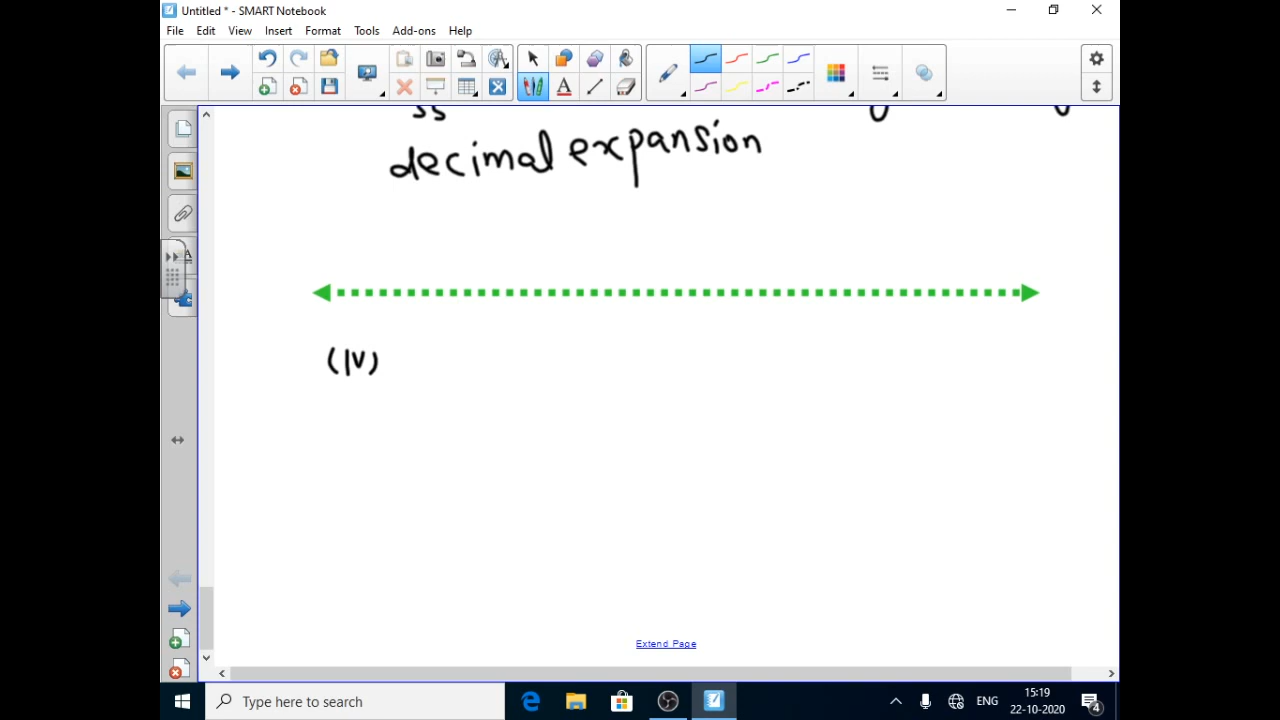 Untitled * - SMART Notebook
File Edit View Insert Format Tools Add-ons Help
decimal expansion
(IV)
Extend Page
Type here to search
ENG
15:19
22-10-2020
4